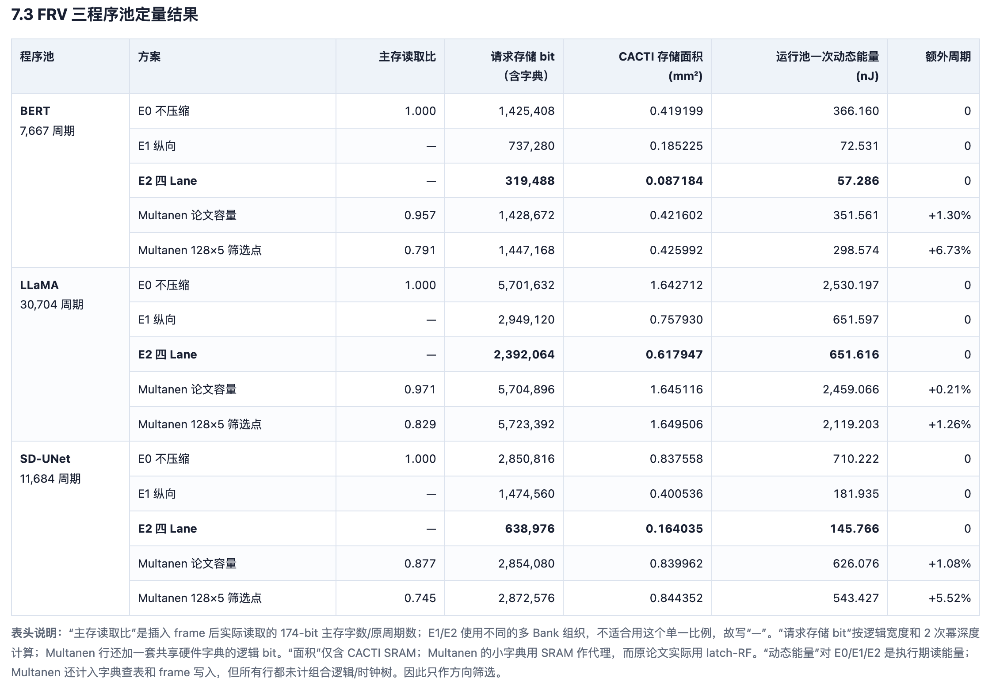 7.3 FRV 三程序池定量结果
程序池 方案 主存读取比 请求存储 bit（含字典） CACTI 存储面积 (mm²) 运行池一次动态能量 (nJ) 额外周期
BERT 7,667 周期 E0 不压缩 1.000 1,425,408 0.419199 366.160 0
E1 纵向 — 737,280 0.185225 72.531 0
E2 四 Lane — 319,488 0.087184 57.286 0
Multanen 论文容量 0.957 1,428,672 0.421602 351.561 +1.30%
Multanen 128×5 筛选点 0.791 1,447,168 0.425992 298.574 +6.73%
LLaMA 30,704 周期 E0 不压缩 1.000 5,701,632 1.642712 2,530.197 0
E1 纵向 — 2,949,120 0.757930 651.597 0
E2 四 Lane — 2,392,064 0.617947 651.616 0
Multanen 论文容量 0.971 5,704,896 1.645116 2,459.066 +0.21%
Multanen 128×5 筛选点 0.829 5,723,392 1.649506 2,119.203 +1.26%
SD-UNet 11,684 周期 E0 不压缩 1.000 2,850,816 0.837558 710.222 0
E1 纵向 — 1,474,560 0.400536 181.935 0
E2 四 Lane — 638,976 0.164035 145.766 0
Multanen 论文容量 0.877 2,854,080 0.839962 626.076 +1.08%
Multanen 128×5 筛选点 0.745 2,872,576 0.844352 543.427 +5.52%
表头说明：“主存读取比”是插入 frame 后实际读取的 174-bit 主存字数/原周期数；E1/E2 使用不同的多 Bank 组织，不适合用这个单一比例，故写“—”。“请求存储 bit”按逻辑宽度和 2 次幂深度
计算；Multanen 行还加一套共享硬件字典的逻辑 bit。“面积”仅含 CACTI SRAM；Multanen 的小字典用 SRAM 作代理，而原论文实际用 latch-RF。“动态能量”对 E0/E1/E2 是执行期读能量；
Multanen 还计入字典查表和 frame 写入，但所有行都未计组合逻辑/时钟树。因此只作方向筛选。